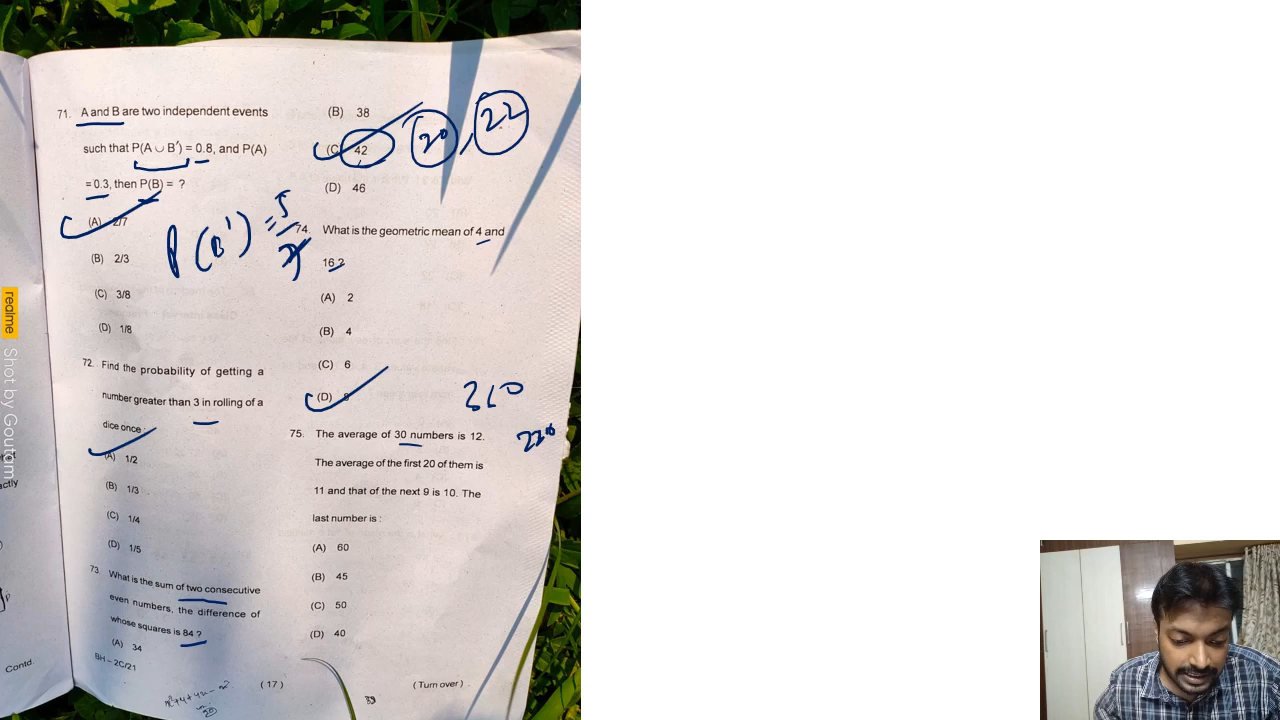 71. A and B are two independent events
such that P(A ∪ B′) = 0.8, and P(A)
= 0.3, then P(B) = ?
(A) 2/7
(B) 2/3
(C) 3/8
(D) 1/8
P(B') = 5
72. Find the probability of getting a
number greater than 3 in rolling of a
dice once :
(A) 1/2
(B) 1/3
(C) 1/4
(D) 1/5
73. What is the sum of two consecutive
even numbers, the difference of
whose squares is 84 ?
(A) 34
BH – 2C/21
(B) 38
(C) 42
20, 22
(D) 46
74. What is the geometric mean of 4 and
16 ?
(A) 2
(B) 4
(C) 6
(D) 8
360
220
75. The average of 30 numbers is 12.
The average of the first 20 of them is
11 and that of the next 9 is 10. The
last number is :
(A) 60
(B) 45
(C) 50
(D) 40
( 17 )
( Turn over )
39
Contd
ctly
realme
Shot by Goutam